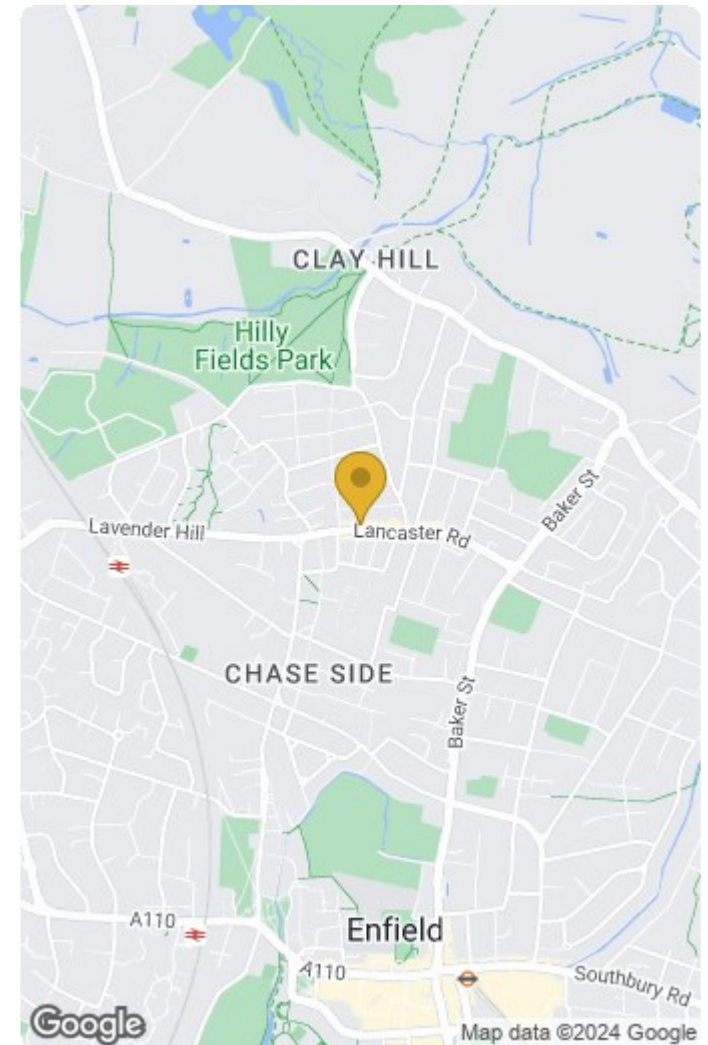 CLAY HILL
Hilly
Fields Park
Baker St
Lavender Hill
Lancaster Rd
CHASE SIDE
Baker St
A110
Enfield
A110
Southbury Rd
Google
Map data ©2024 Google